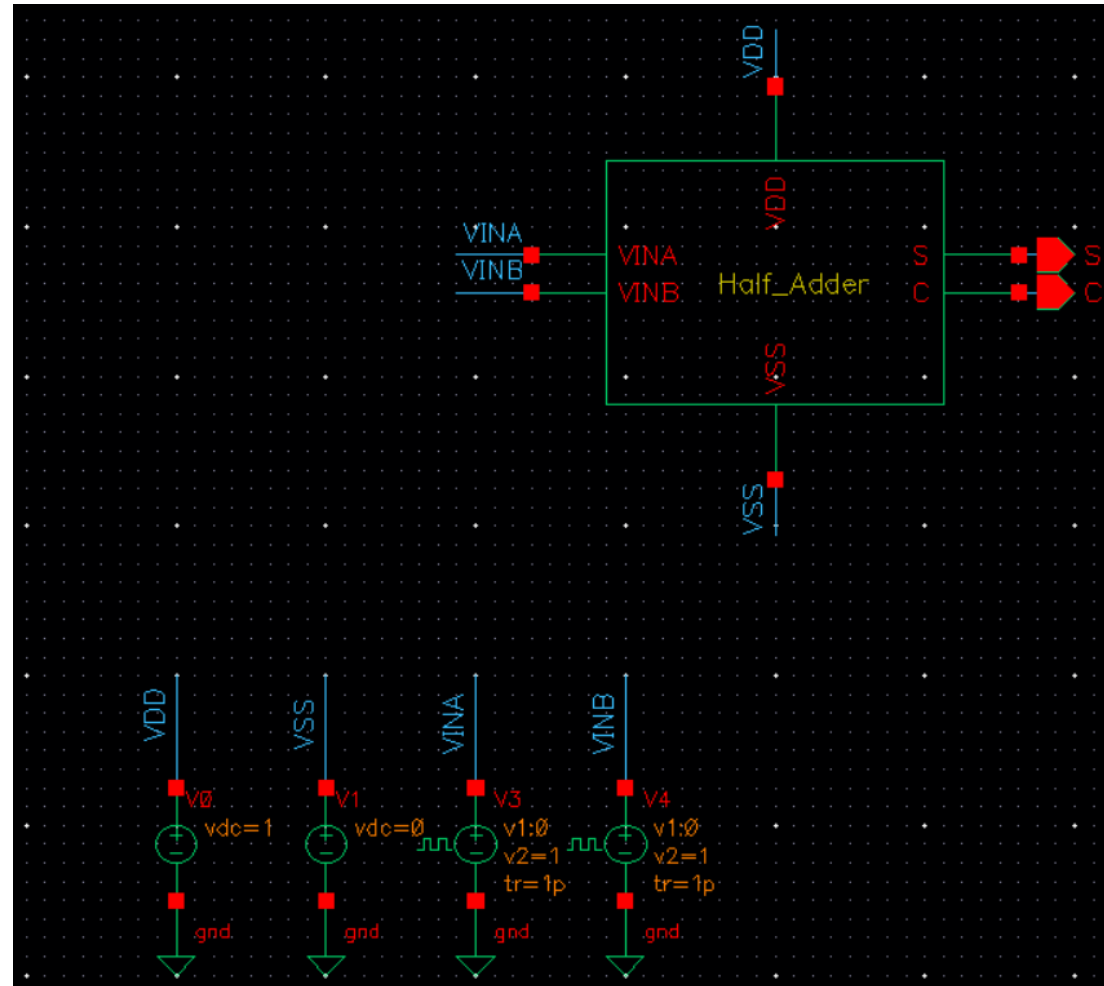 VDD
VDD
VINA
VINA
S
S
VINB
VINB
Half_Adder
C
C
VSS
VSS
VDD
VSS
VINA
VINB
V0
V1
V3
V4
vdc=1
vdc=0
v1:0
v1:0
v2=1
v2=1
tr=1p
tr=1p
gnd
gnd
gnd
gnd